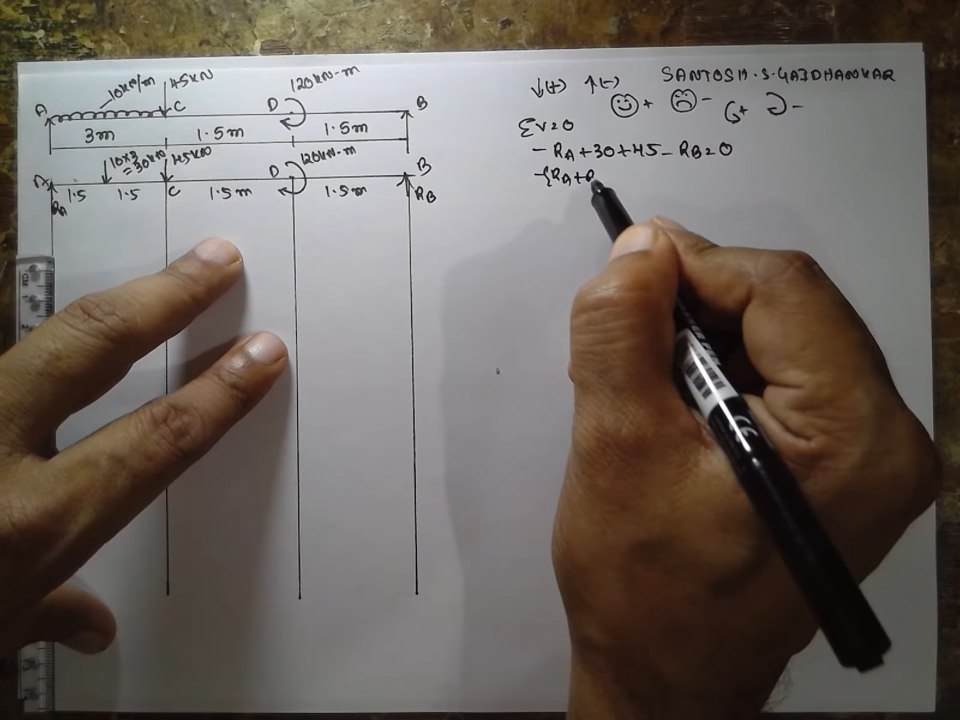 SANTOSH.S.GAJDHANKAR
↓(+) ↑(-)
+ - + -
10kN/m 45kN 120kN-m
A C D B
3m 1.5m 1.5m
10×3 =30kN 45kN 120kN-m
A C D B
1.5 1.5 1.5m 1.5m
RA RB
ΣV=0
-RA+30+45-RB=0
-{RA+R